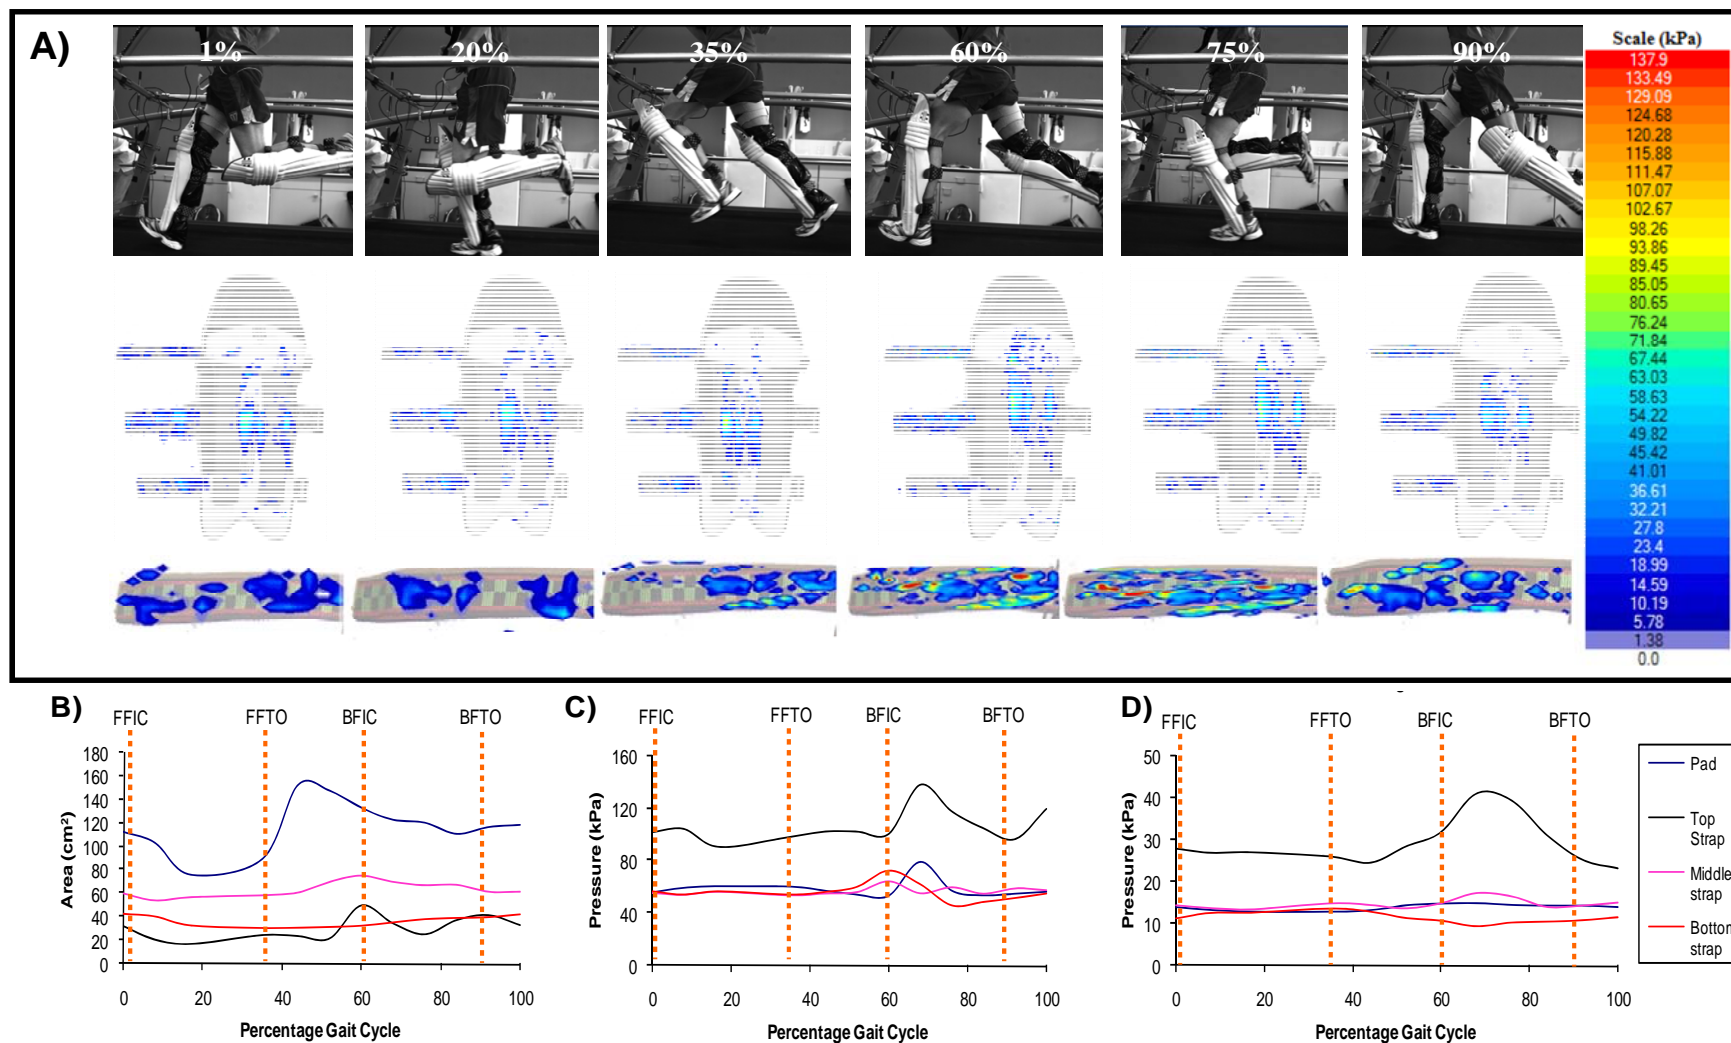 A)
1%
20%
35%
60%
75%
90%
Scale (kPa)
137.9
133.49
129.09
124.68
120.28
115.88
111.47
107.07
102.67
98.26
93.86
89.45
85.05
80.65
76.24
71.84
67.44
63.03
58.63
54.22
49.82
45.42
41.01
36.61
32.21
27.8
23.4
18.99
14.59
10.19
5.78
1.38
0.0
B)
FFIC
FFTO
BFIC
BFTO
180
160
140
120
100
80
60
40
20
0
Area (cm²)
0 20 40 60 80 100
Percentage Gait Cycle
C)
FFIC
FFTO
BFIC
BFTO
160
120
80
40
0
Pressure (kPa)
0 20 40 60 80 100
Percentage Gait Cycle
D)
FFIC
FFTO
BFIC
BFTO
50
40
30
20
10
0
Pressure (kPa)
0 20 40 60 80 100
Percentage Gait Cycle
Pad
Top
Strap
Middle
strap
Bottom
strap